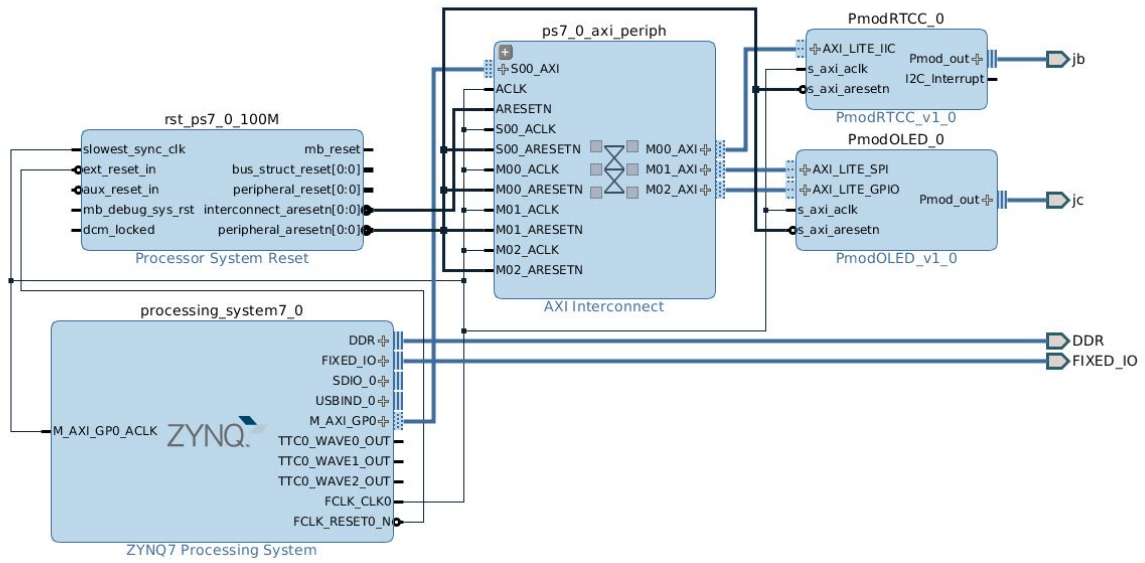 PmodRTCC_0
AXI_LITE_IIC
s_axi_aclk
s_axi_aresetn
Pmod_out
I2C_Interrupt
PmodRTCC_v1_0
jb
ps7_0_axi_periph
S00_AXI
ACLK
ARESETN
S00_ACLK
S00_ARESETN
M00_ACLK
M00_ARESETN
M01_ACLK
M01_ARESETN
M02_ACLK
M02_ARESETN
M00_AXI
M01_AXI
M02_AXI
AXI Interconnect
rst_ps7_0_100M
slowest_sync_clk
ext_reset_in
aux_reset_in
mb_debug_sys_rst
dcm_locked
mb_reset
bus_struct_reset[0:0]
peripheral_reset[0:0]
interconnect_aresetn[0:0]
peripheral_aresetn[0:0]
Processor System Reset
PmodOLED_0
AXI_LITE_SPI
AXI_LITE_GPIO
s_axi_aclk
s_axi_aresetn
Pmod_out
PmodOLED_v1_0
jc
processing_system7_0
M_AXI_GP0_ACLK
ZYNQ
DDR
FIXED_IO
SDIO_0
USBIND_0
M_AXI_GP0
TTC0_WAVE0_OUT
TTC0_WAVE1_OUT
TTC0_WAVE2_OUT
FCLK_CLK0
FCLK_RESET0_N
ZYNQ7 Processing System
DDR
FIXED_IO